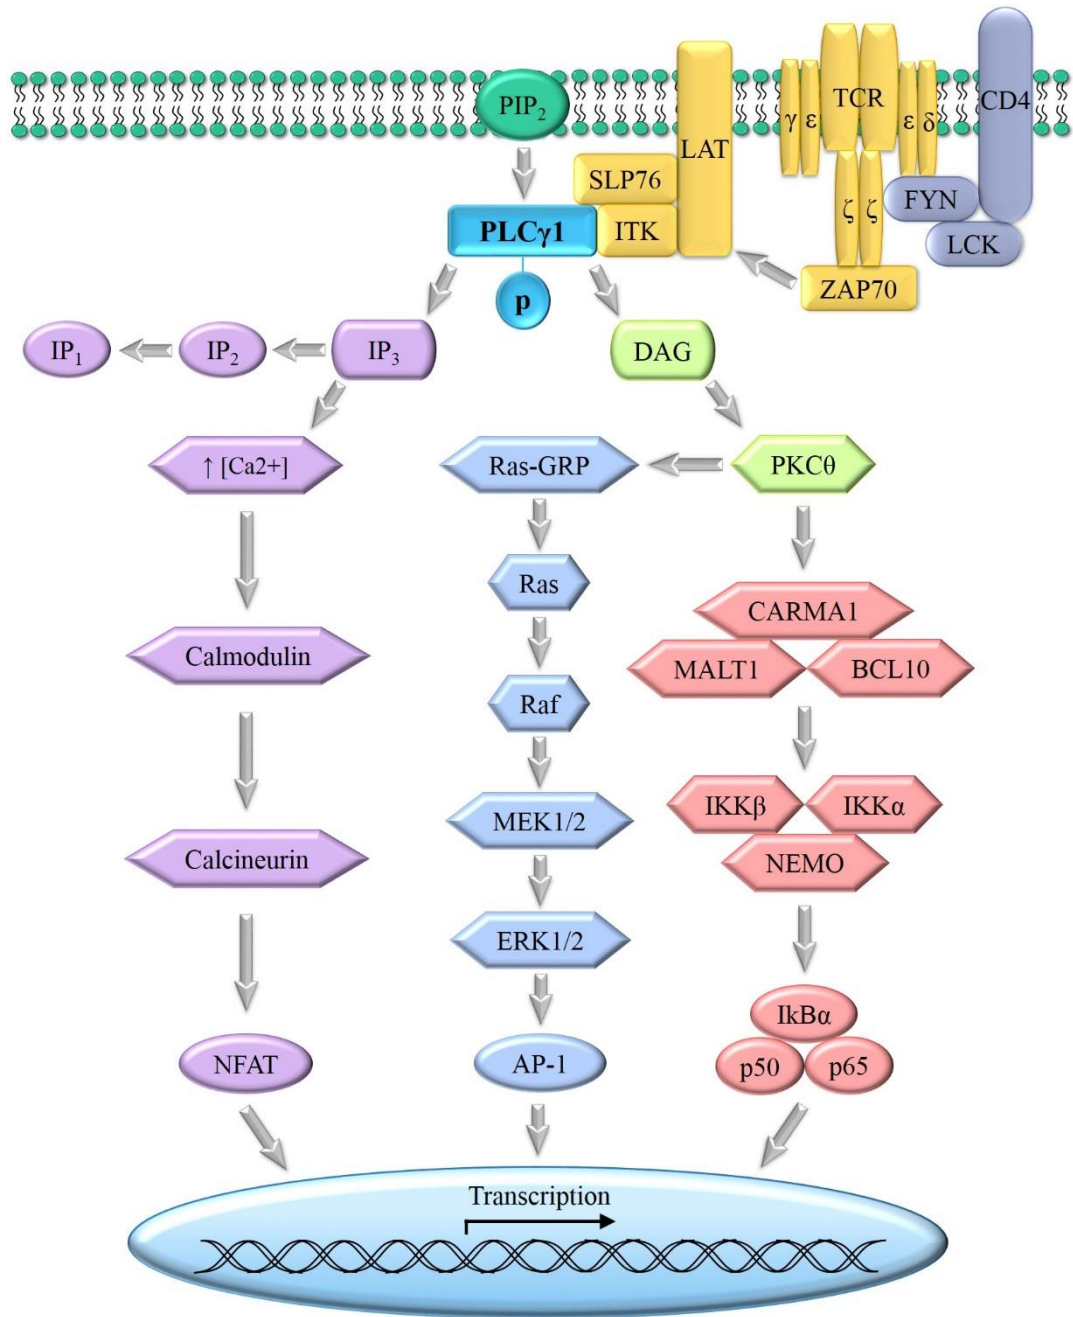 PIP2
TCR
CD4
γ
ε
ε
δ
LAT
SLP76
FYN
ζ
ζ
PLCγ1
ITK
LCK
ZAP70
p
IP1
IP2
IP3
DAG
↑ [Ca2+]
Ras-GRP
PKCθ
Ras
CARMA1
Calmodulin
MALT1
BCL10
Raf
MEK1/2
IKKβ
IKKα
Calcineurin
NEMO
ERK1/2
IkBα
NFAT
AP-1
p50
p65
Transcription